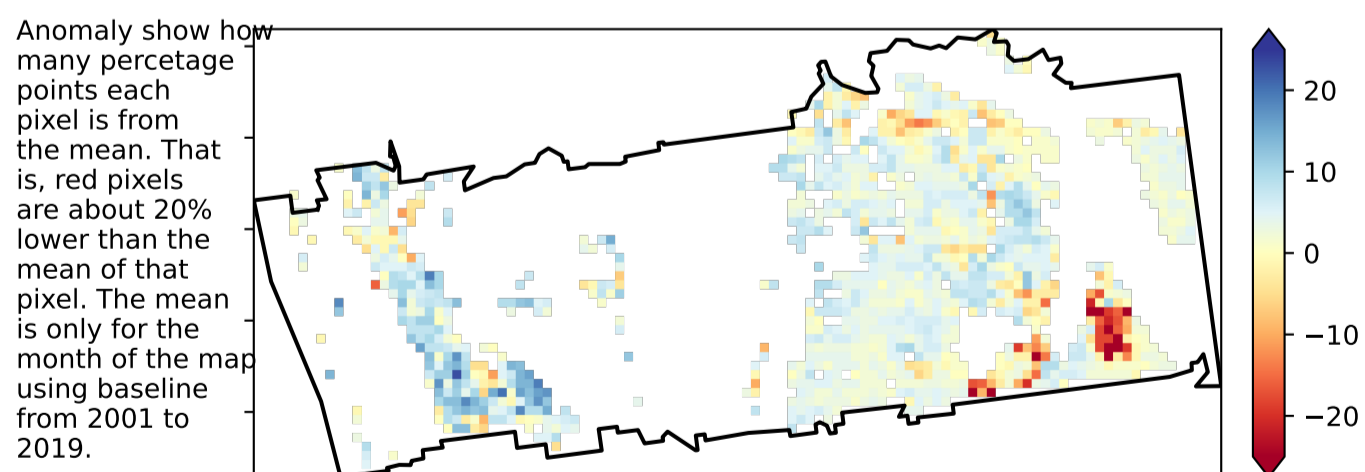 Anomaly show how
many percetage
points each
pixel is from
the mean. That
is, red pixels
are about 20%
lower than the
mean of that
pixel. The mean
is only for the
month of the map
using baseline
from 2001 to
2019.
20
10
0
−10
−20